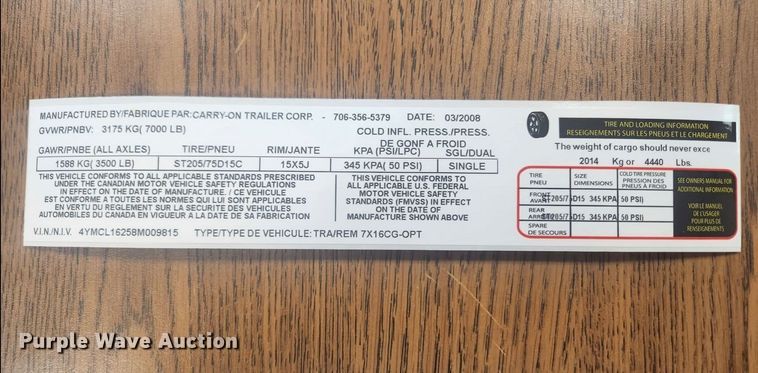 MANUFACTURED BY/FABRIQUE PAR: CARRY-ON TRAILER CORP. - 706-356-5379 DATE: 03/2008
GVWR/PNBV: 3175 KG( 7000 LB)
COLD INFL. PRESS./PRESS.
DE GONF A FROID
GAWR/PNBE (ALL AXLES) TIRE/PNEU RIM/JANTE KPA (PSI/LPC) SGL/DUAL
1588 KG( 3500 LB) ST205/75D15C 15X5J 345 KPA( 50 PSI) SINGLE
THIS VEHICLE CONFORMS TO ALL APPLICABLE STANDARDS PRESCRIBED
UNDER THE CANADIAN MOTOR VEHICLE SAFETY REGULATIONS
IN EFFECT ON THE DATE OF MANUFACTURE. /
EST CONFORME A TOUTES LES NORMES QUI LUI SONT APPLICABLES
EN VERTU DU REGLEMENT SUR LA SECURITE DES VEHICULES
AUTOMOBILES DU CANADA EN VIGUEUR A LA DATE DE SA FABRICATION
THIS VEHICLE CONFORMS TO
ALL APPLICABLE U.S. FEDERAL
MOTOR VEHICLE SAFETY
STANDARDS (FMVSS) IN EFFECT
ON THE DATE OF
MANUFACTURE SHOWN ABOVE
V.I.N./N.I.V. 4YMCL16258M009815 TYPE/TYPE DE VEHICULE: TRA/REM 7X16CG-OPT
TIRE AND LOADING INFORMATION
RESEIGNEMENTS SUR LES PNEUS ET LE CHARGEMENT
The weight of cargo should never exce
2014 Kg or 4440 Lbs.
TIRE
PNEU
SIZE
DIMENSIONS
COLD TIRE PRESSURE
PRESSION DES
PNEUS À FROID
FRONT
AVANT ST205/75D15 345 KPA( 50 PSI)
REAR
ST205/75D15 345 KPA( 50 PSI)
SPARE
DE SECOURS
SEE OWNERS MANUAL FOR
ADDITIONAL INFORMATION
VOIR LE MANUEL
DE L'USAGER
POUR PLUS DE
RENSEIGNEMENTS
Purple Wave Auction